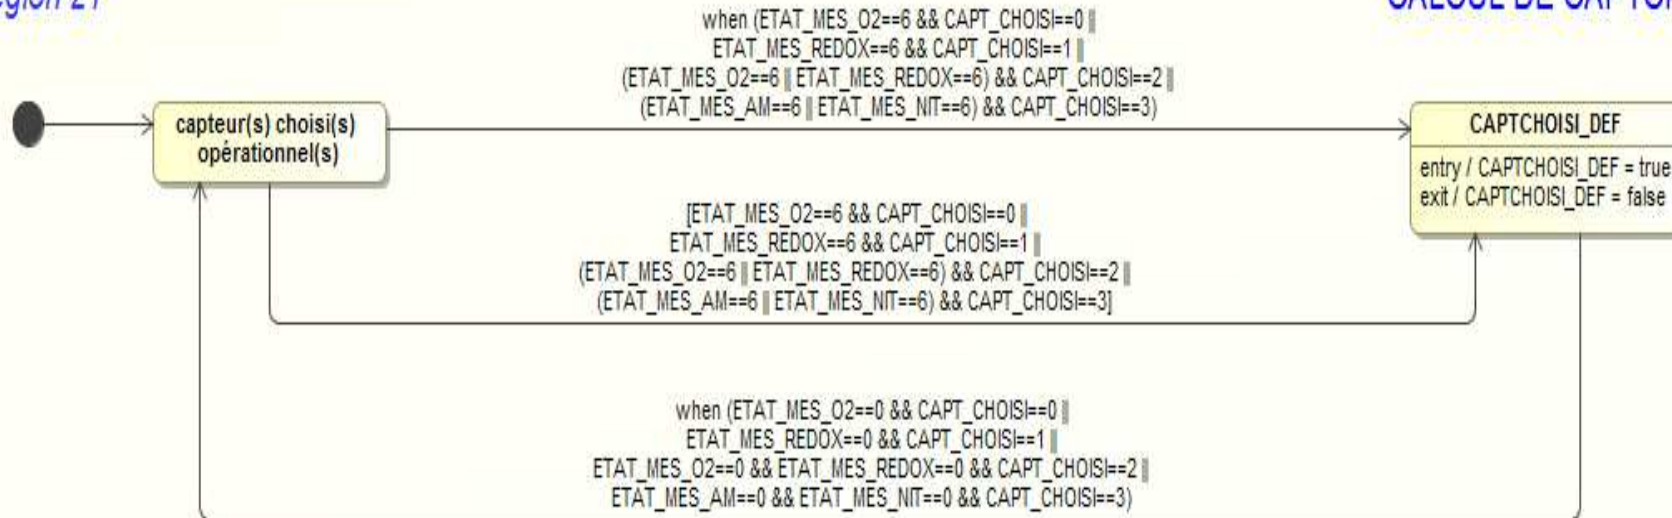 when (ETAT_MES_O2==6 && CAPT_CHOISI==0 ||
ETAT_MES_REDOX==6 && CAPT_CHOISI==1 ||
(ETAT_MES_O2==6 || ETAT_MES_REDOX==6) && CAPT_CHOISI==2 ||
(ETAT_MES_AM==6 || ETAT_MES_NIT==6) && CAPT_CHOISI==3)
capteur(s) choisi(s)
opérationnel(s)
CAPTCHOISI_DEF
entry / CAPTCHOISI_DEF = true
exit / CAPTCHOISI_DEF = false
[ETAT_MES_O2==6 && CAPT_CHOISI==0 ||
ETAT_MES_REDOX==6 && CAPT_CHOISI==1 ||
(ETAT_MES_O2==6 || ETAT_MES_REDOX==6) && CAPT_CHOISI==2 ||
(ETAT_MES_AM==6 || ETAT_MES_NIT==6) && CAPT_CHOISI==3]
when (ETAT_MES_O2==0 && CAPT_CHOISI==0 ||
ETAT_MES_REDOX==0 && CAPT_CHOISI==1 ||
ETAT_MES_O2==0 && ETAT_MES_REDOX==0 && CAPT_CHOISI==2 ||
ETAT_MES_AM==0 && ETAT_MES_NIT==0 && CAPT_CHOISI==3)